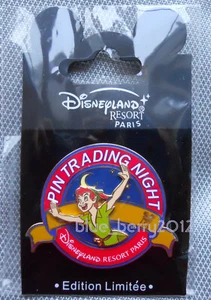 DISNEYLAND
RESORT
PARIS
PIN TRADING NIGHT
blue_berry2012
DISNEYLAND RESORT PARIS
Edition Limitée